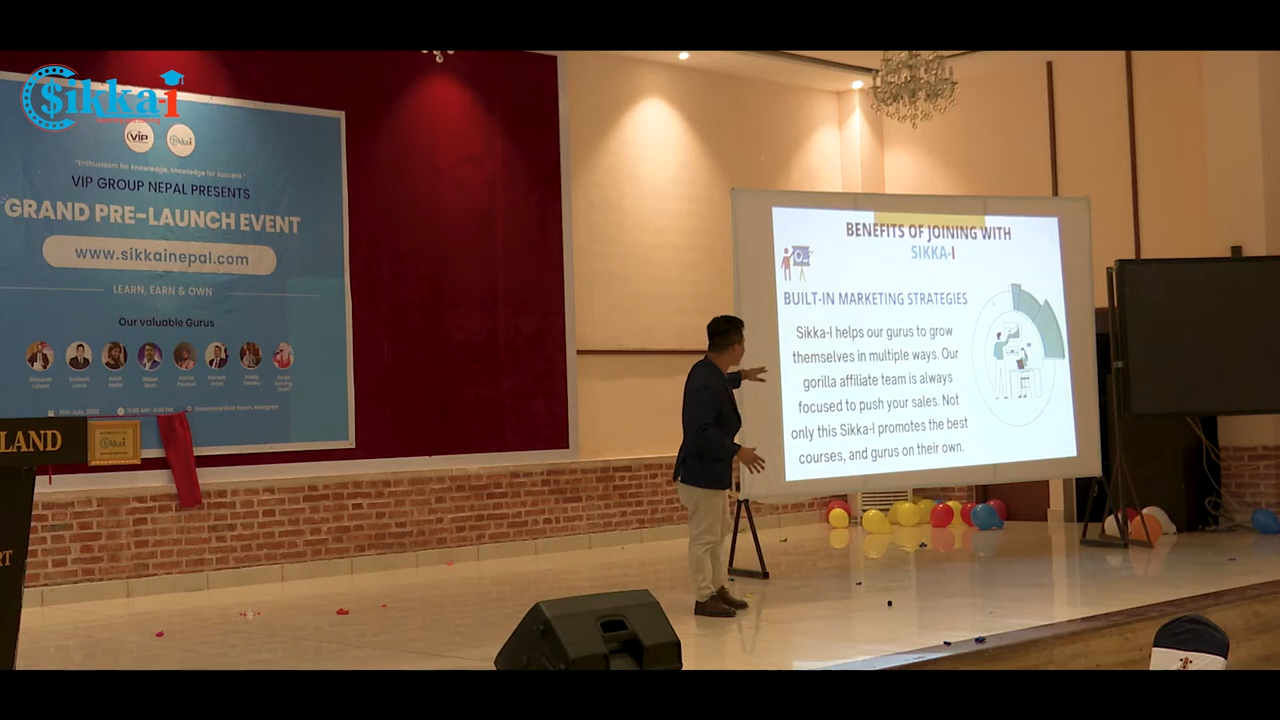 $ikka-i
VIP
"Enthusiasm for knowledge, knowledge for success."
VIP GROUP NEPAL PRESENTS
GRAND PRE-LAUNCH EVENT
www.sikkainepal.com
LEARN, EARN & OWN
Our valuable Gurus
LAND
BENEFITS OF JOINING WITH
SIKKA-I
BUILT-IN MARKETING STRATEGIES
Sikka-I helps our gurus to grow
themselves in multiple ways. Our
gorilla affiliate team is always
focused to push your sales. Not
only this Sikka-I promotes the best
courses, and gurus on their own.